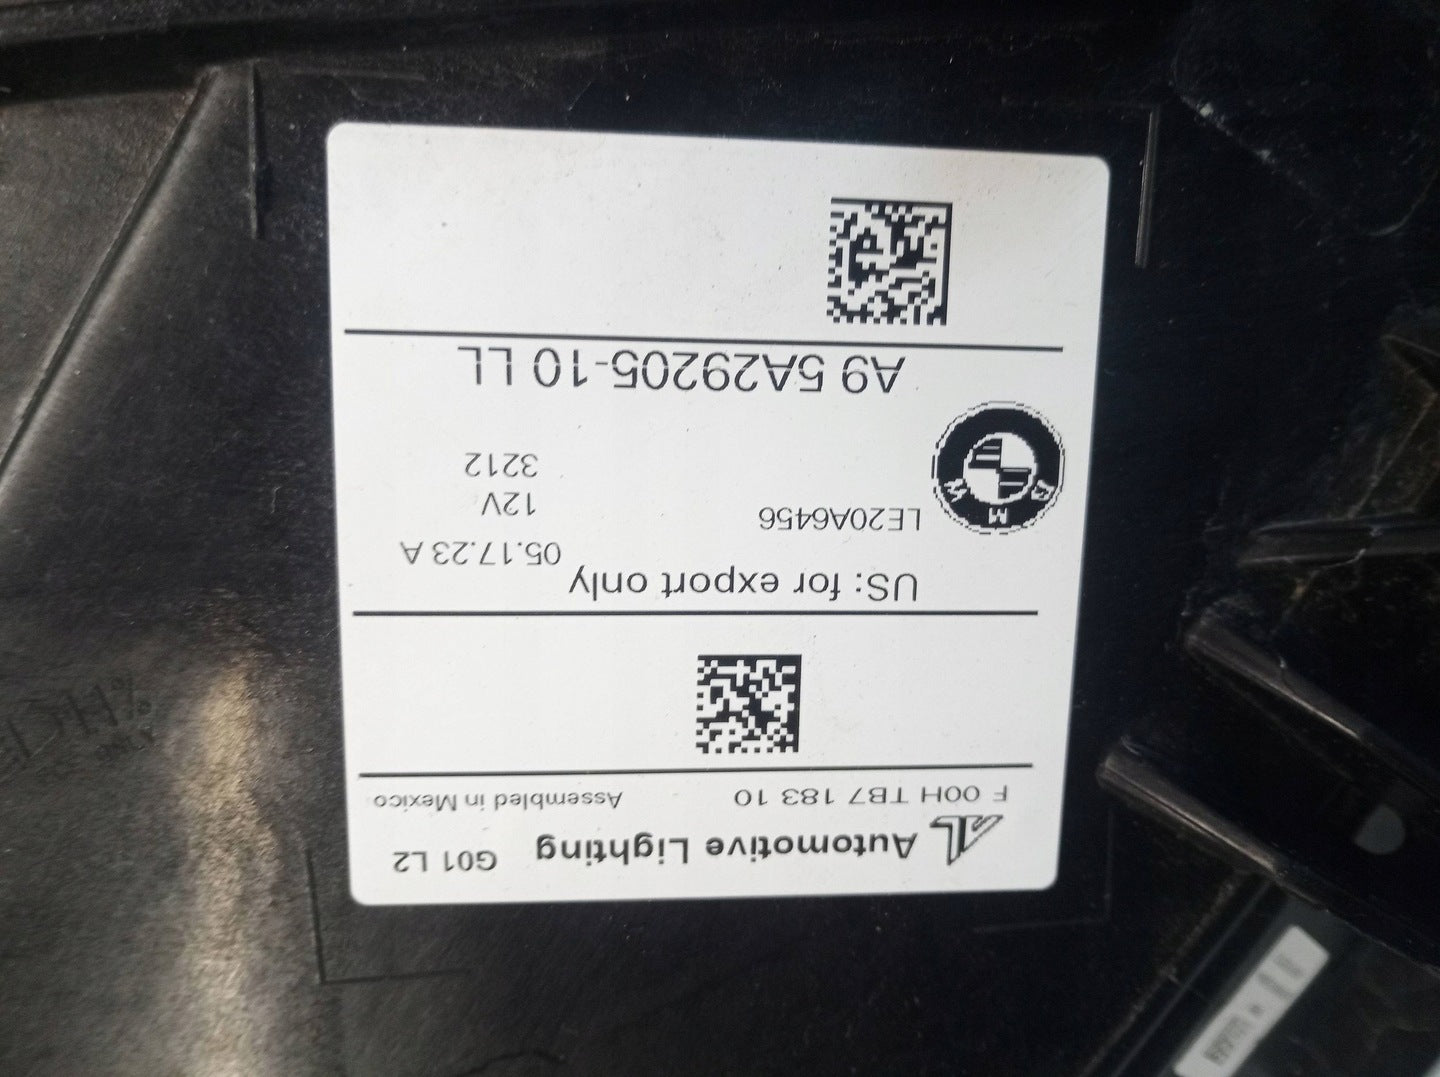 Automotive Lighting G01 L2
F 00H TB7 183 10 Assembled in Mexico
US: for export only
05.17.23 A
LE20A6456
12V
3212
BMW
A9 5A29205-10 LL